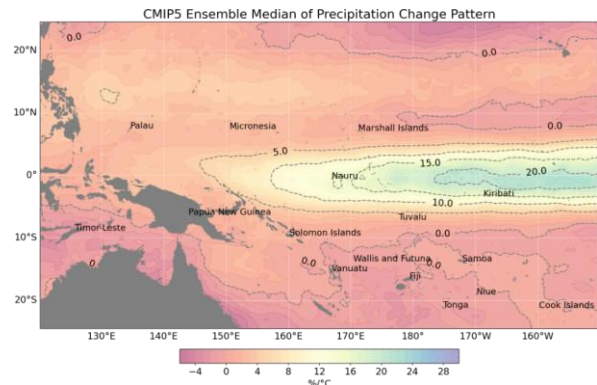 CMIP5 Ensemble Median of Precipitation Change Pattern
20°N
0.0
0.0
10°N
Palau
Micronesia
Marshall Islands
0.0
5.0
15.0
0°
Nauru
20.0
Kiribati
10.0
Papua New Guinea
Tuvalu
Timor-Leste
Solomon Islands
0.0
10°S
0.
0.0
Vanuatu
Wallis and Futuna
0.0
Samoa
Fiji
Niue
20°S
Tonga
Cook Islands
130°E 140°E 150°E 160°E 170°E 180° 170°W 160°W
−4 0 4 8 12 16 20 24 28
%/°C